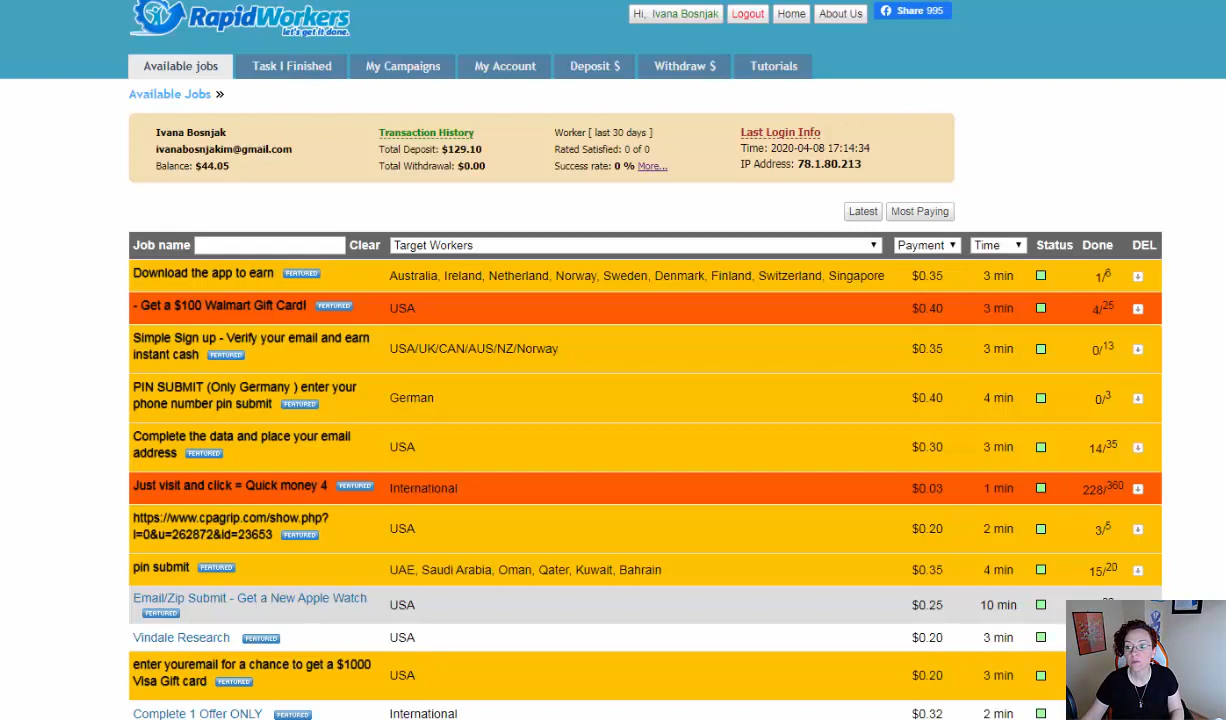 RapidWorkers
let's get it done.
Hi, Ivana Bosnjak
Logout
Home
About Us
Share 995
Available jobs
Task I Finished
My Campaigns
My Account
Deposit $
Withdraw $
Tutorials
Available Jobs »
Ivana Bosnjak
ivanabosnjakim@gmail.com
Balance: $44.05
Transaction History
Total Deposit: $129.10
Total Withdrawal: $0.00
Worker [ last 30 days ]
Rated Satisfied: 0 of 0
Success rate: 0 % More...
Last Login Info
Time: 2020-04-08 17:14:34
IP Address: 78.1.80.213
Latest
Most Paying
Job name Clear Target Workers Payment Time Status Done DEL
Download the app to earn FEATURED Australia, Ireland, Netherland, Norway, Sweden, Denmark, Finland, Switzerland, Singapore $0.35 3 min 1/6
- Get a $100 Walmart Gift Card! FEATURED USA $0.40 3 min 4/25
Simple Sign up - Verify your email and earn
instant cash FEATURED USA/UK/CAN/AUS/NZ/Norway $0.35 3 min 0/13
PIN SUBMIT (Only Germany ) enter your
phone number pin submit FEATURED German $0.40 4 min 0/3
Complete the data and place your email
address FEATURED USA $0.30 3 min 14/35
Just visit and click = Quick money 4 FEATURED International $0.03 1 min 228/360
https://www.cpagrip.com/show.php?
l=0&u=262872&id=23653 FEATURED USA $0.20 2 min 3/5
pin submit FEATURED UAE, Saudi Arabia, Oman, Qater, Kuwait, Bahrain $0.35 4 min 15/20
Email/Zip Submit - Get a New Apple Watch
FEATURED USA $0.25 10 min
Vindale Research FEATURED USA $0.20 3 min
enter youremail for a chance to get a $1000
Visa Gift card FEATURED USA $0.20 3 min
Complete 1 Offer ONLY FEATURED International $0.32 2 min